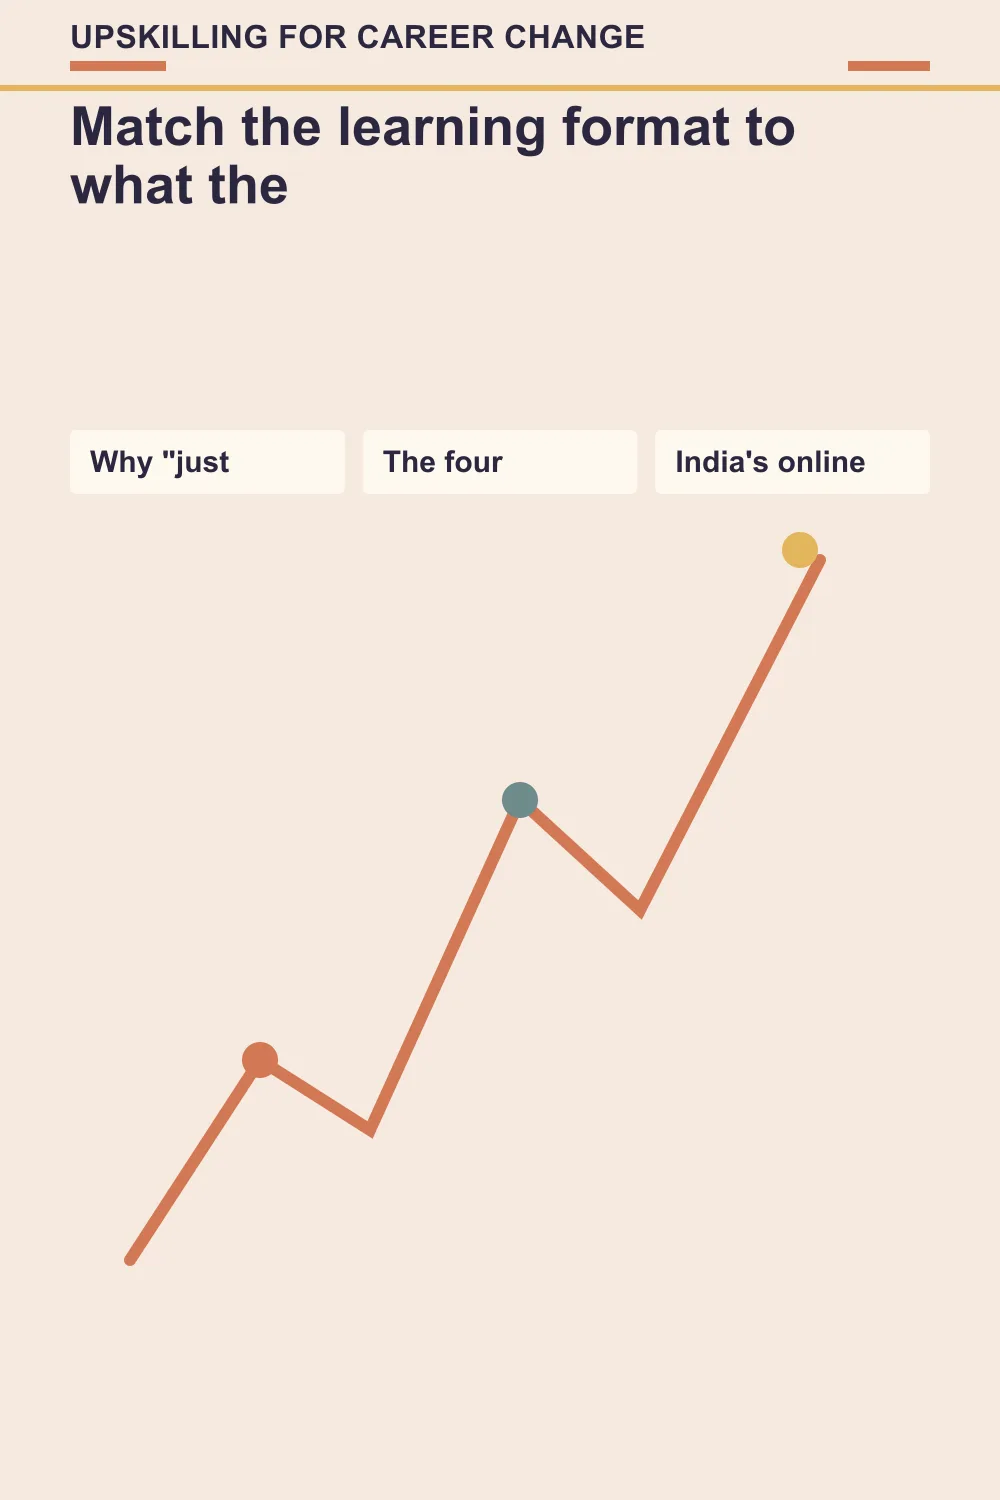 UPSKILLING FOR CAREER CHANGE
Match the learning format to
what the
Why "just
The four
India's online